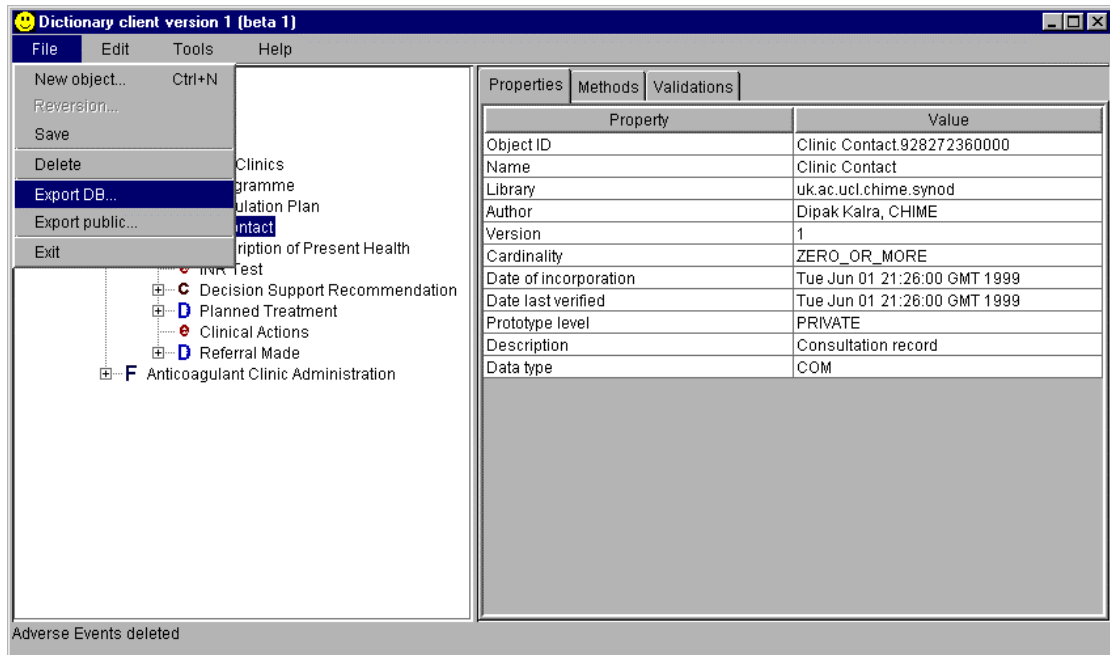 Dictionary client version 1 (beta 1)
File Edit Tools Help
New object... Ctrl+N
Reversion...
Save
Delete
Export DB...
Export public...
Exit
Clinics
ulation Plan
ription of Present Health
INR Test
C Decision Support Recommendation
D Planned Treatment
e Clinical Actions
D Referral Made
F Anticoagulant Clinic Administration
Properties Methods Validations
Property Value
Object ID Clinic Contact.928272360000
Name Clinic Contact
Library uk.ac.ucl.chime.synod
Author Dipak Kalra, CHIME
Version 1
Cardinality ZERO_OR_MORE
Date of incorporation Tue Jun 01 21:26:00 GMT 1999
Date last verified Tue Jun 01 21:26:00 GMT 1999
Prototype level PRIVATE
Description Consultation record
Data type COM
Adverse Events deleted